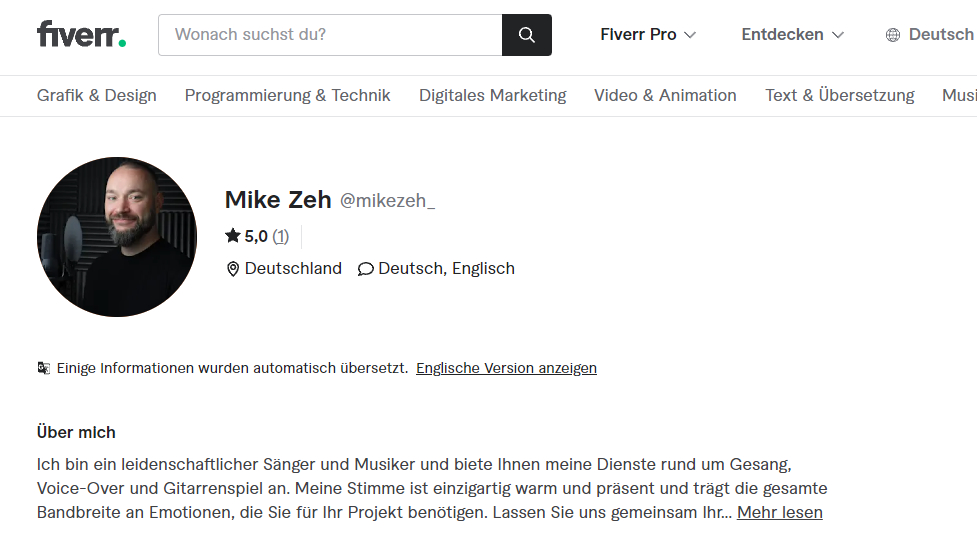 fiverr.
Wonach suchst du?
Fiverr Pro
Entdecken
Deutsch
Grafik & Design Programmierung & Technik Digitales Marketing Video & Animation Text & Übersetzung Musi
Mike Zeh @mikezeh_
5,0 (1)
Deutschland Deutsch, Englisch
Einige Informationen wurden automatisch übersetzt. Englische Version anzeigen
Über mich
Ich bin ein leidenschaftlicher Sänger und Musiker und biete Ihnen meine Dienste rund um Gesang,
Voice-Over und Gitarrenspiel an. Meine Stimme ist einzigartig warm und präsent und trägt die gesamte
Bandbreite an Emotionen, die Sie für Ihr Projekt benötigen. Lassen Sie uns gemeinsam Ihr... Mehr lesen